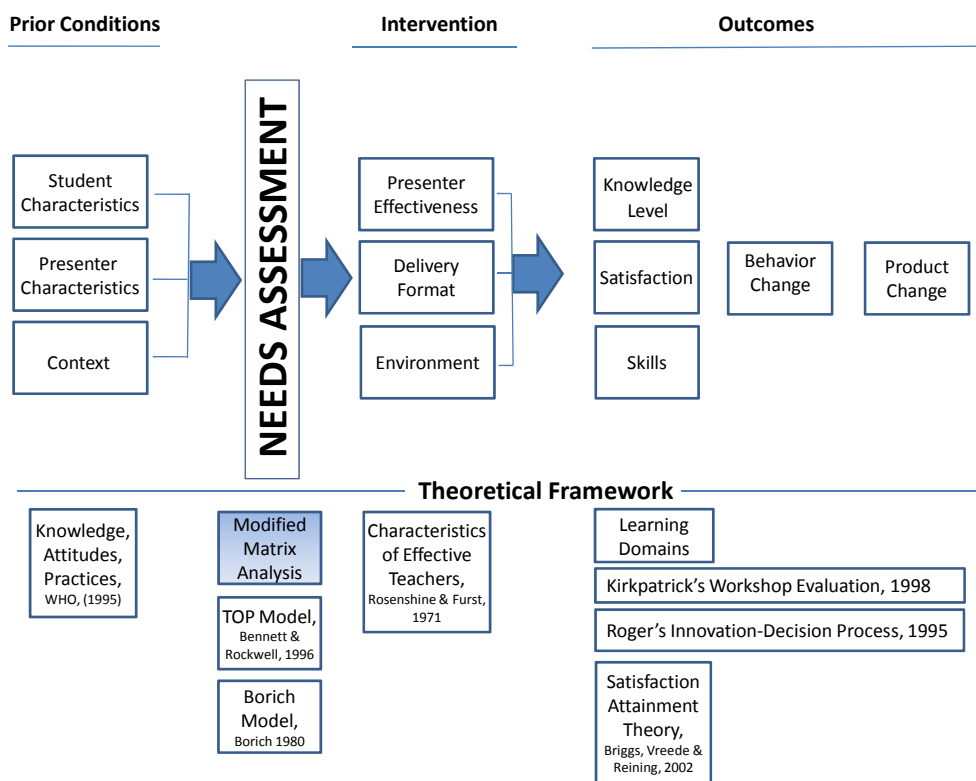 Prior Conditions
Intervention
Outcomes
Student
Characteristics
Presenter
Characteristics
Context
NEEDS ASSESSMENT
Presenter
Effectiveness
Delivery
Format
Environment
Knowledge
Level
Satisfaction
Skills
Behavior
Change
Product
Change
Theoretical Framework
Knowledge,
Attitudes,
Practices,
WHO, (1995)
Modified
Matrix
Analysis
TOP Model,
Bennett &
Rockwell, 1996
Borich
Model,
Borich 1980
Characteristics
of Effective
Teachers,
Rosenshine & Furst,
1971
Learning
Domains
Kirkpatrick's Workshop Evaluation, 1998
Roger's Innovation-Decision Process, 1995
Satisfaction
Attainment
Theory,
Briggs, Vreede &
Reining, 2002